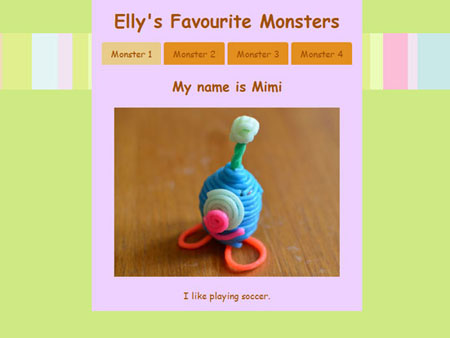 Elly's Favourite Monsters
Monster 1 Monster 2 Monster 3 Monster 4
My name is Mimi
I like playing soccer.